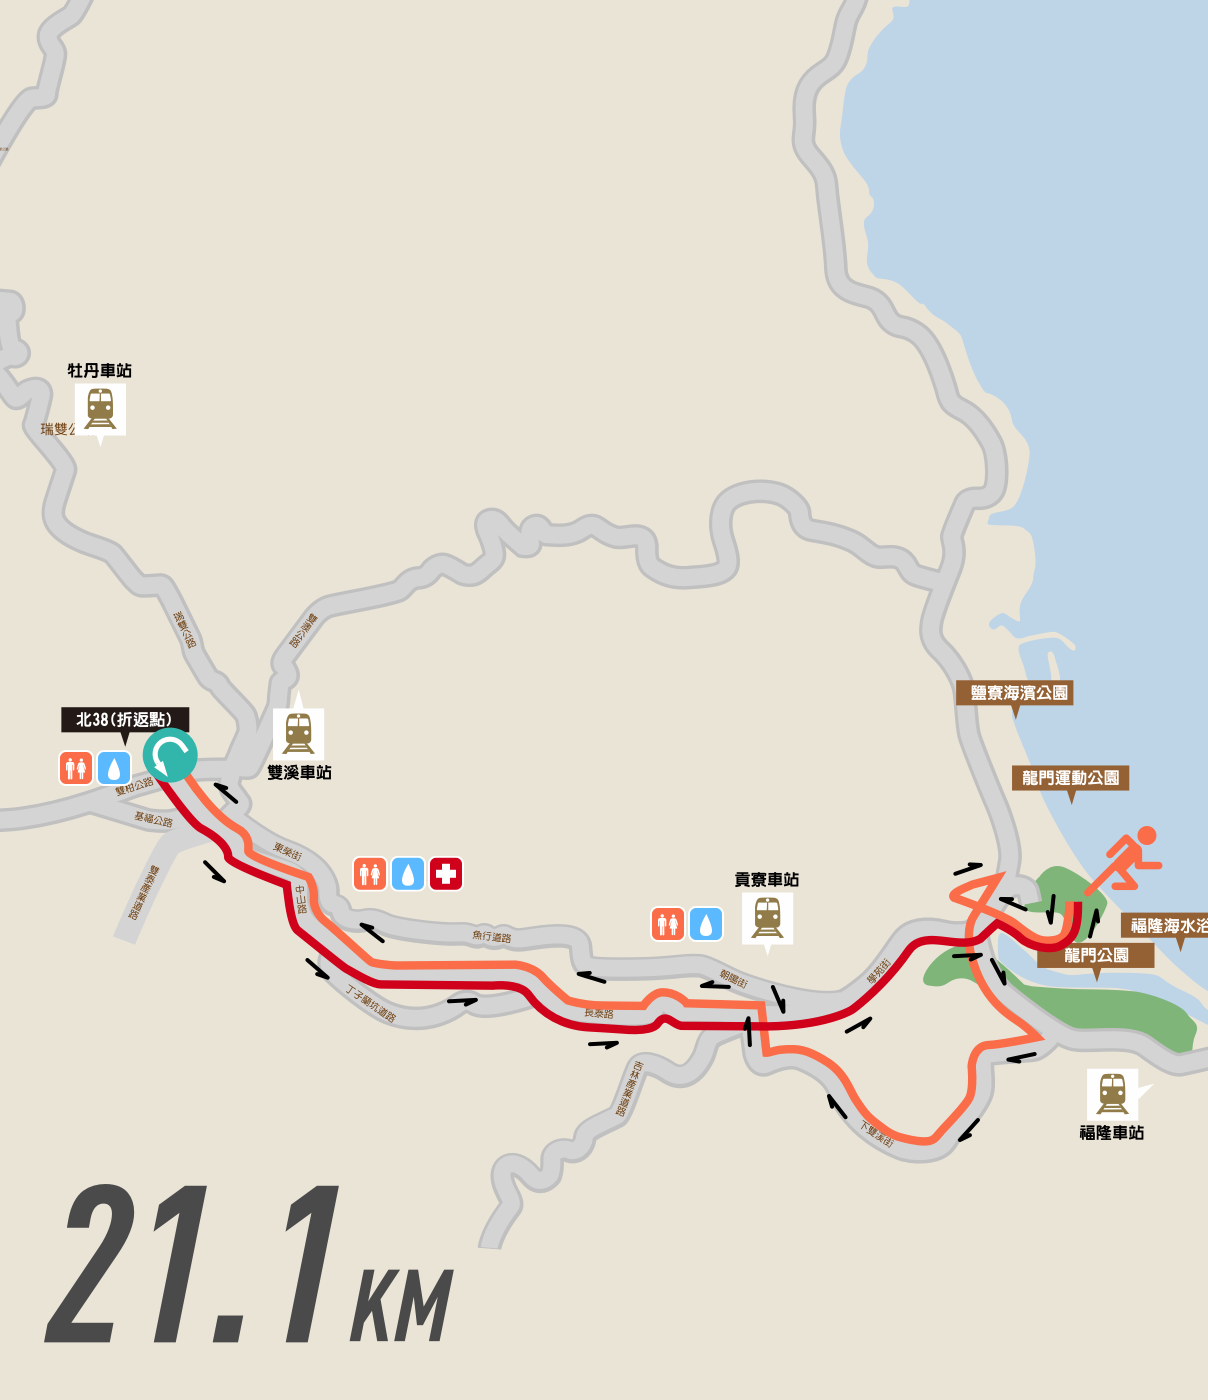 牡丹車站
瑞雙公
瑞雙公路
雙濱公路
鹽寮海濱公園
北38(折返點)
雙溪車站
龍門運動公園
雙柑公路
基福公路
東榮街
雙泰產業道路
中山路
貢寮車站
福隆海水浴
魚行道路
龍門公園
朝陽街
學苑街
丁子蘭坑道路
長泰路
吉林產業道路
下雙溪街
福隆車站
21.1KM